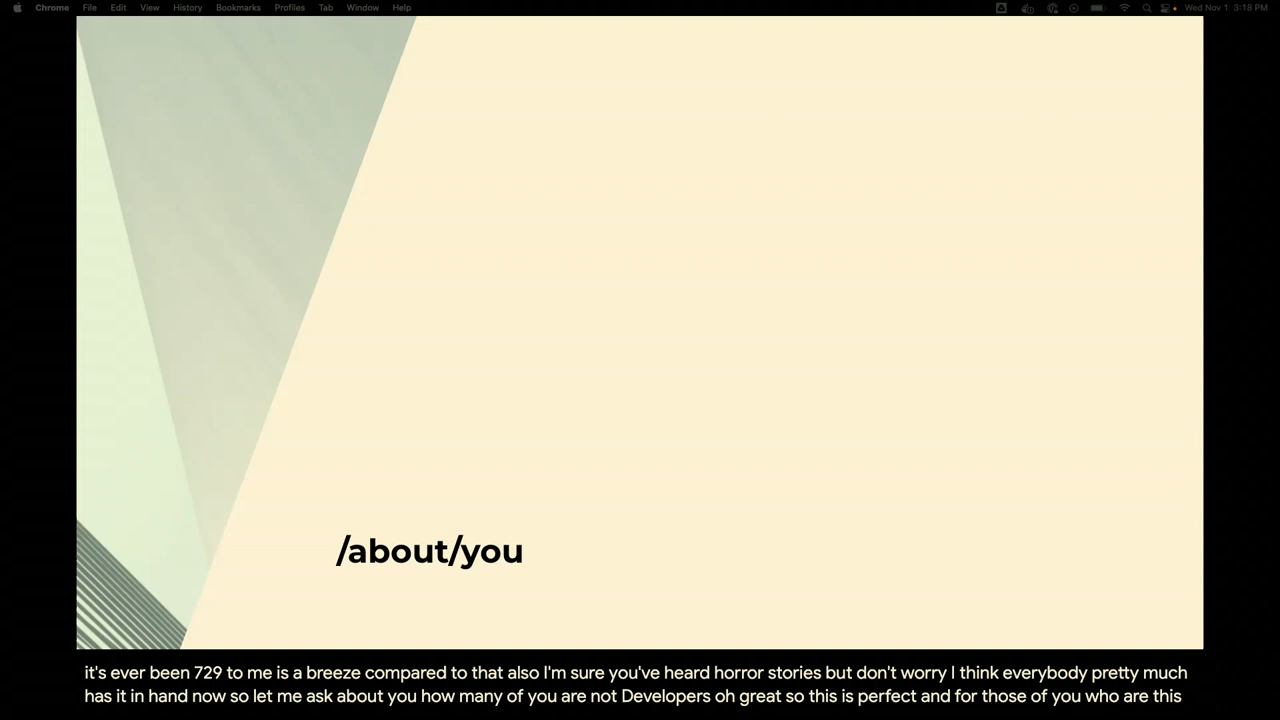 Chrome File Edit View History Bookmarks Profiles Tab Window Help Wed Nov 1 3:18 PM
/about/you
it's ever been 729 to me is a breeze compared to that also I'm sure you've heard horror stories but don't worry I think everybody pretty much
has it in hand now so let me ask about you how many of you are not Developers oh great so this is perfect and for those of you who are this